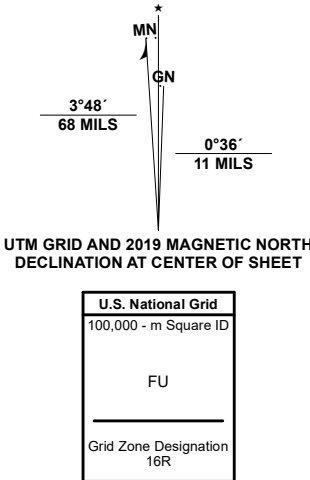 MN
GN
3°48´
68 MILS
0°36´
11 MILS
UTM GRID AND 2019 MAGNETIC NORTH
DECLINATION AT CENTER OF SHEET
U.S. National Grid
100,000 - m Square ID
FU
Grid Zone Designation
16R